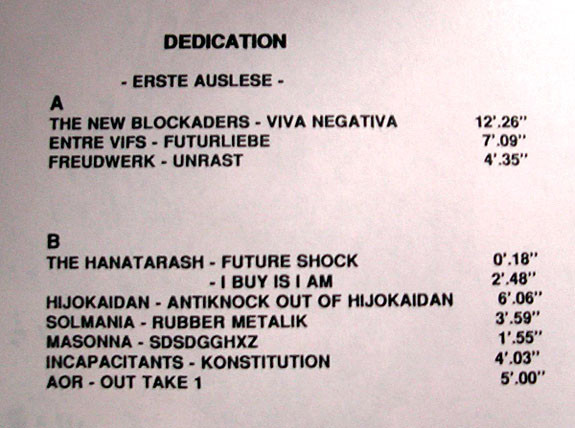 DEDICATION
- ERSTE AUSLESE -
A
THE NEW BLOCKADERS - VIVA NEGATIVA 12'.26"
ENTRE VIFS - FUTURLIEBE 7'.09"
FREUDWERK - UNRAST 4'.35"
B
THE HANATARASH - FUTURE SHOCK 0'.18"
- I BUY IS I AM 2'.48"
HIJOKAIDAN - ANTIKNOCK OUT OF HIJOKAIDAN 6'.06"
SOLMANIA - RUBBER METALIK 3'.59"
MASONNA - SDSDGGHXZ 1'.55"
INCAPACITANTS - KONSTITUTION 4'.03"
AOR - OUT TAKE 1 5'.00"